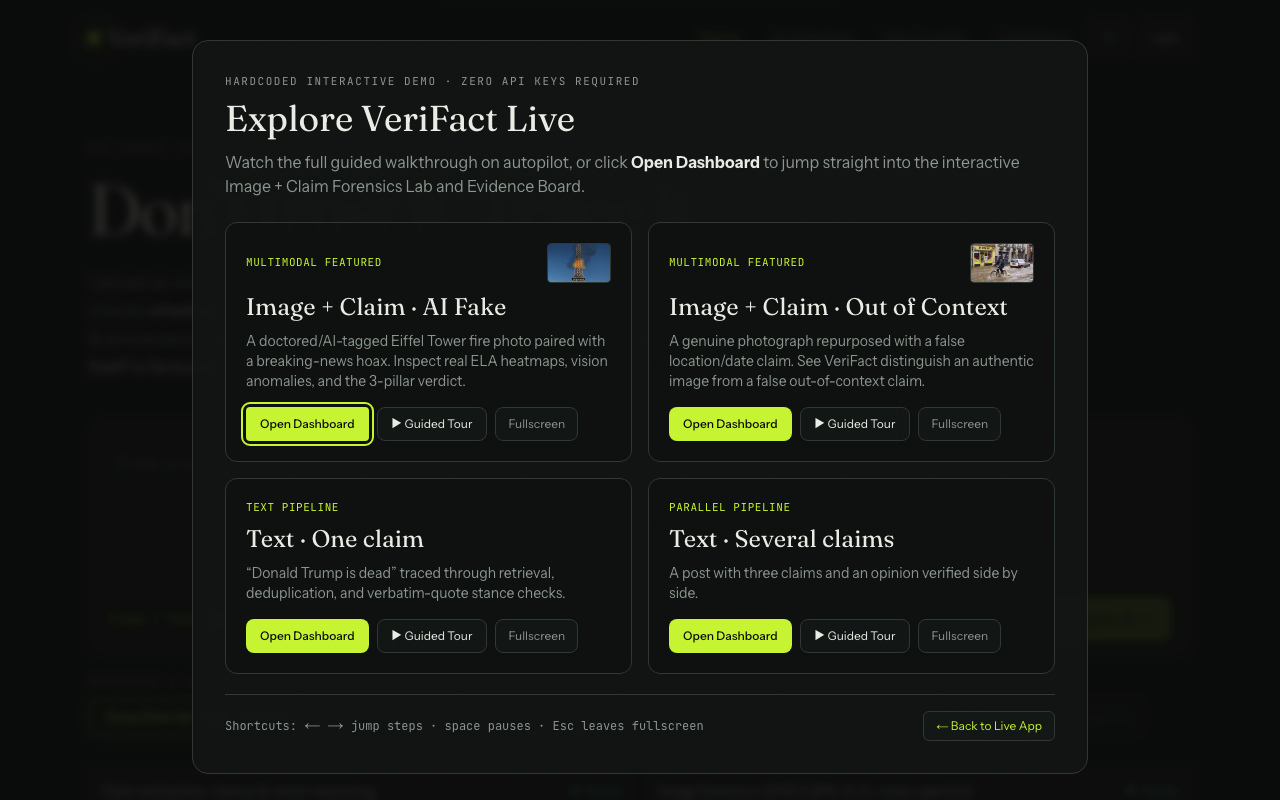 HARDCODED INTERACTIVE DEMO · ZERO API KEYS REQUIRED
Explore VeriFact Live
Watch the full guided walkthrough on autopilot, or click Open Dashboard to jump straight into the interactive
Image + Claim Forensics Lab and Evidence Board.
MULTIMODAL FEATURED
Image + Claim · AI Fake
A doctored/AI-tagged Eiffel Tower fire photo paired with
a breaking-news hoax. Inspect real ELA heatmaps, vision
anomalies, and the 3-pillar verdict.
Open Dashboard ▶ Guided Tour Fullscreen
MULTIMODAL FEATURED
Image + Claim · Out of Context
A genuine photograph repurposed with a false
location/date claim. See VeriFact distinguish an authentic
image from a false out-of-context claim.
Open Dashboard ▶ Guided Tour Fullscreen
TEXT PIPELINE
Text · One claim
“Donald Trump is dead” traced through retrieval,
deduplication, and verbatim-quote stance checks.
Open Dashboard ▶ Guided Tour Fullscreen
PARALLEL PIPELINE
Text · Several claims
A post with three claims and an opinion verified side by
side.
Open Dashboard ▶ Guided Tour Fullscreen
Shortcuts: ← → jump steps · space pauses · Esc leaves fullscreen
← Back to Live App